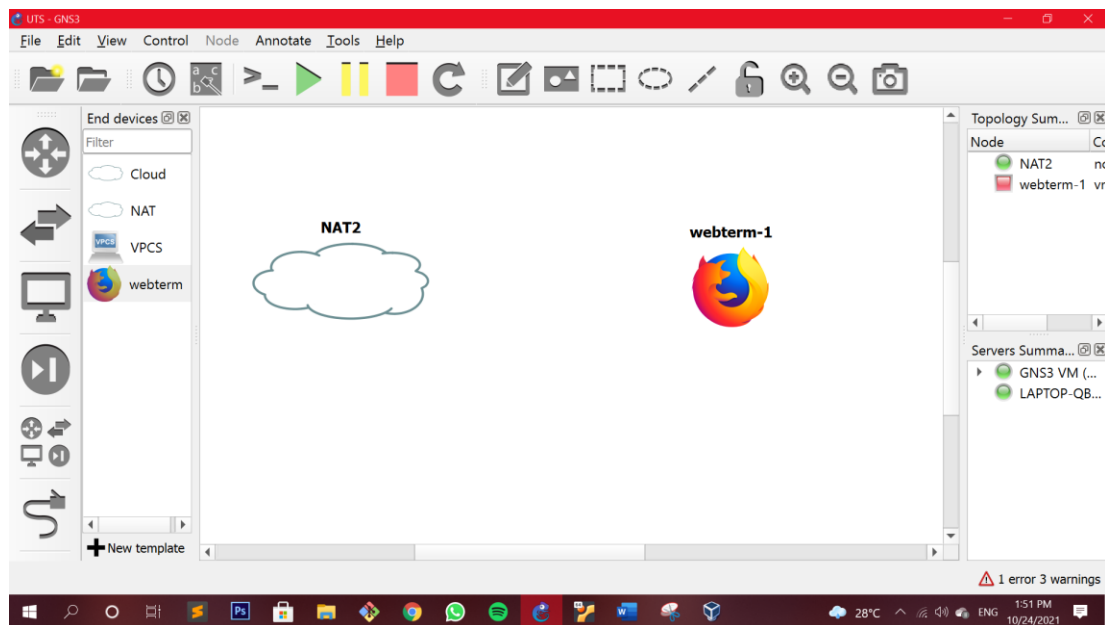 UTS - GNS3
File Edit View Control Node Annotate Tools Help
End devices
Filter
Cloud
NAT
VPCS
VPCS
webterm
New template
NAT2
webterm-1
Topology Sum...
Node
NAT2
webterm-1
Servers Summa...
GNS3 VM (...
LAPTOP-QB...
1 error 3 warnings
28°C
ENG
1:51 PM
10/24/2021